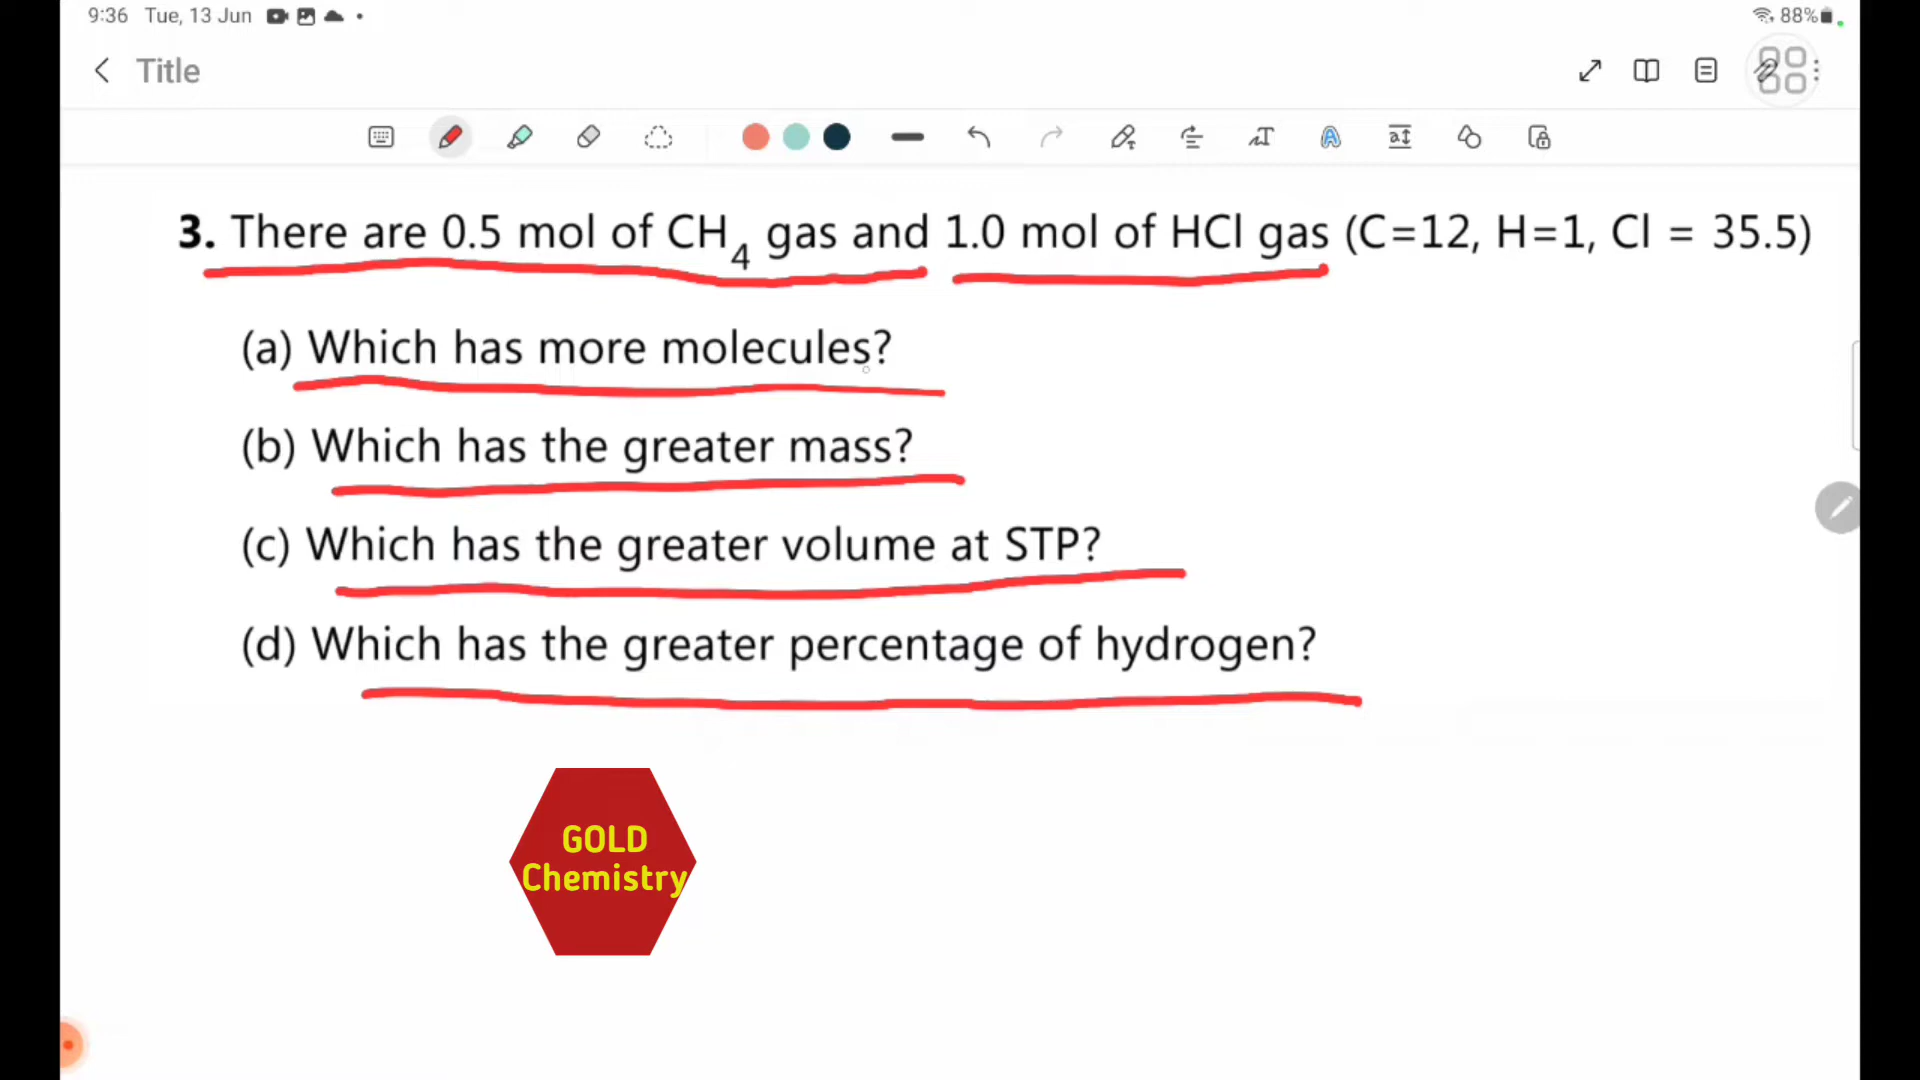 9:36 Tue, 13 Jun
88%
Title
3. There are 0.5 mol of CH4 gas and 1.0 mol of HCl gas (C=12, H=1, Cl = 35.5)
(a) Which has more molecules?
(b) Which has the greater mass?
(c) Which has the greater volume at STP?
(d) Which has the greater percentage of hydrogen?
GOLD
Chemistry